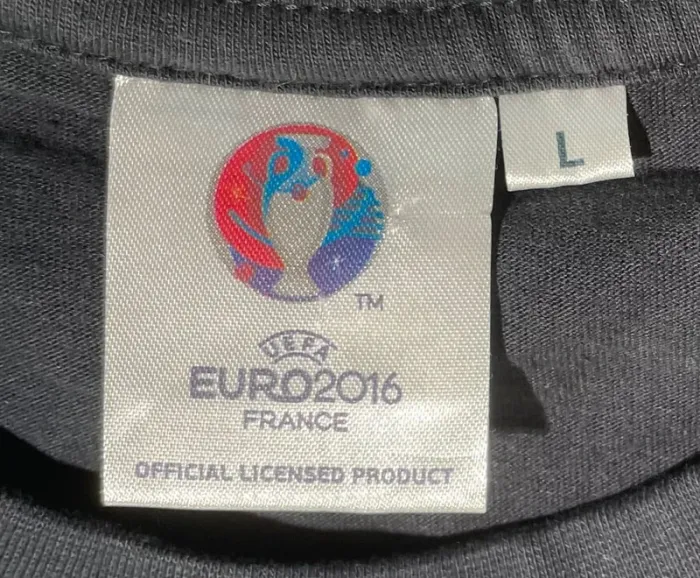 L
TM
UEFA
EURO2016
FRANCE
OFFICIAL LICENSED PRODUCT